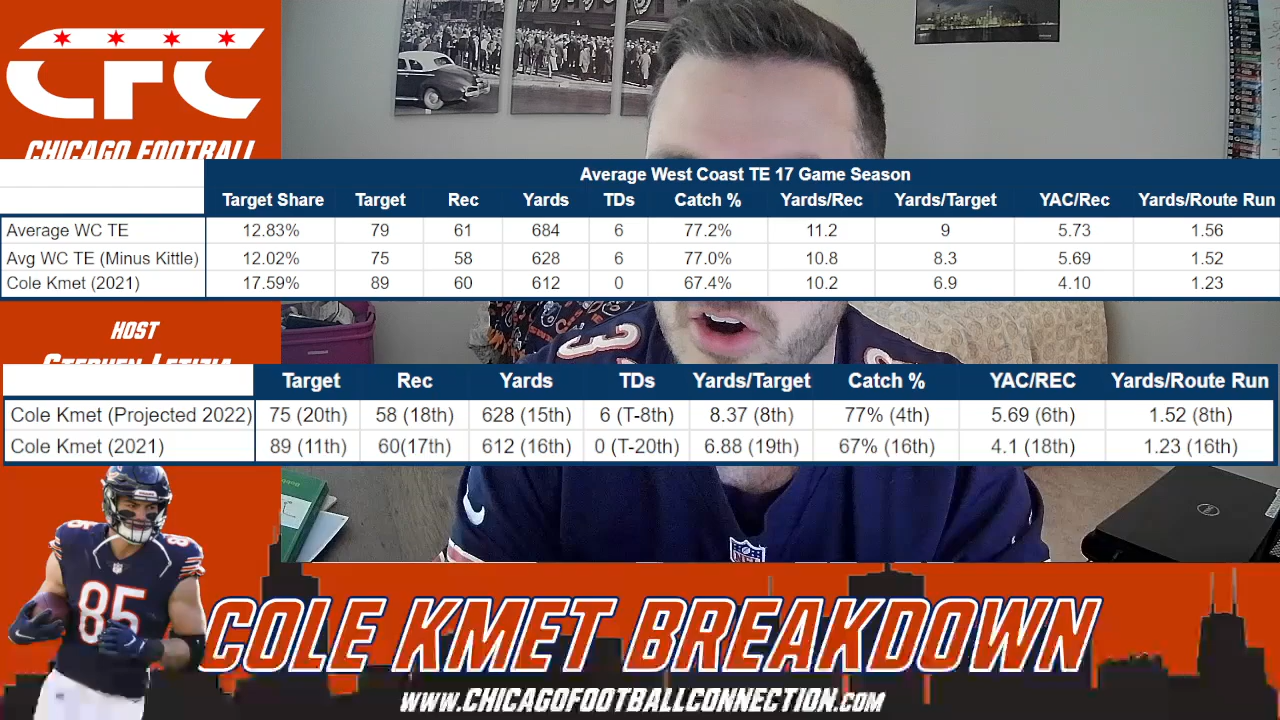 CFC
CHICAGO FOOTBALL
Average West Coast TE 17 Game Season
Target Share Target Rec Yards TDs Catch % Yards/Rec Yards/Target YAC/Rec Yards/Route Run
Average WC TE 12.83% 79 61 684 6 77.2% 11.2 9 5.73 1.56
Avg WC TE (Minus Kittle) 12.02% 75 58 628 6 77.0% 10.8 8.3 5.69 1.52
Cole Kmet (2021) 17.59% 89 60 612 0 67.4% 10.2 6.9 4.10 1.23
HOST
Stephen Letizia
Target Rec Yards TDs Yards/Target Catch % YAC/REC Yards/Route Run
Cole Kmet (Projected 2022) 75 (20th) 58 (18th) 628 (15th) 6 (T-8th) 8.37 (8th) 77% (4th) 5.69 (6th) 1.52 (8th)
Cole Kmet (2021) 89 (11th) 60(17th) 612 (16th) 0 (T-20th) 6.88 (19th) 67% (16th) 4.1 (18th) 1.23 (16th)
85
85
NFL
COLE KMET BREAKDOWN
WWW.CHICAGOFOOTBALLCONNECTION.COM